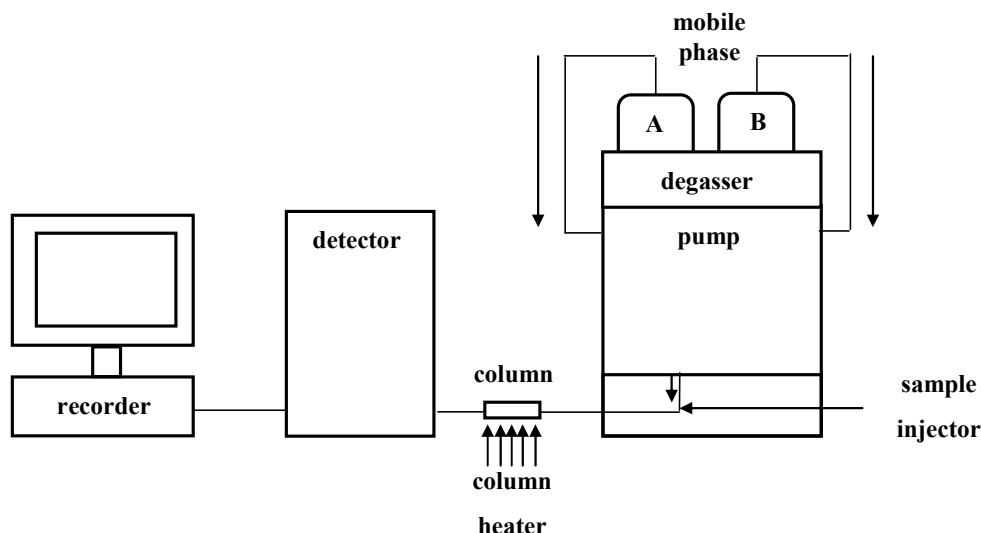 mobile
phase
A
B
degasser
pump
detector
column
recorder
sample
injector
column
heater